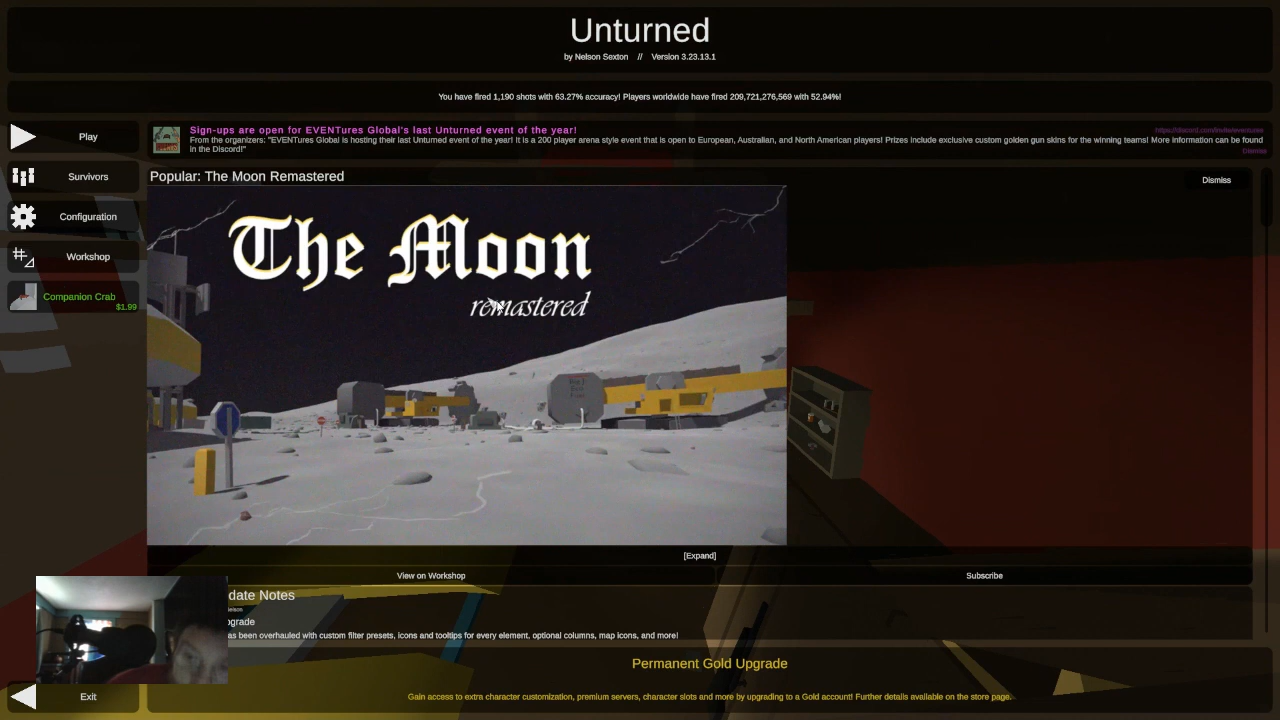 Unturned
by Nelson Sexton // Version 3.23.13.1
You have fired 1,190 shots with 63.27% accuracy! Players worldwide have fired 209,721,276,569 with 52.94%!
Play
Survivors
Configuration
Workshop
Companion Crab
$1.99
Sign-ups are open for EVENTures Global's last Unturned event of the year!
https://discord.com/invite/eventures
From the organizers: "EVENTures Global is hosting their last Unturned event of the year! It is a 200 player arena style event that is open to European, Australian, and North American players! Prizes include exclusive custom golden gun skins for the winning teams! More information can be found
in the Discord!"
Dismiss
Popular: The Moon Remastered
Dismiss
The Moon
remastered
[Expand]
View on Workshop
Subscribe
date Notes
grade
as been overhauled with custom filter presets, icons and tooltips for every element, optional columns, map icons, and more!
Permanent Gold Upgrade
Gain access to extra character customization, premium servers, character slots and more by upgrading to a Gold account! Further details available on the store page.
Exit